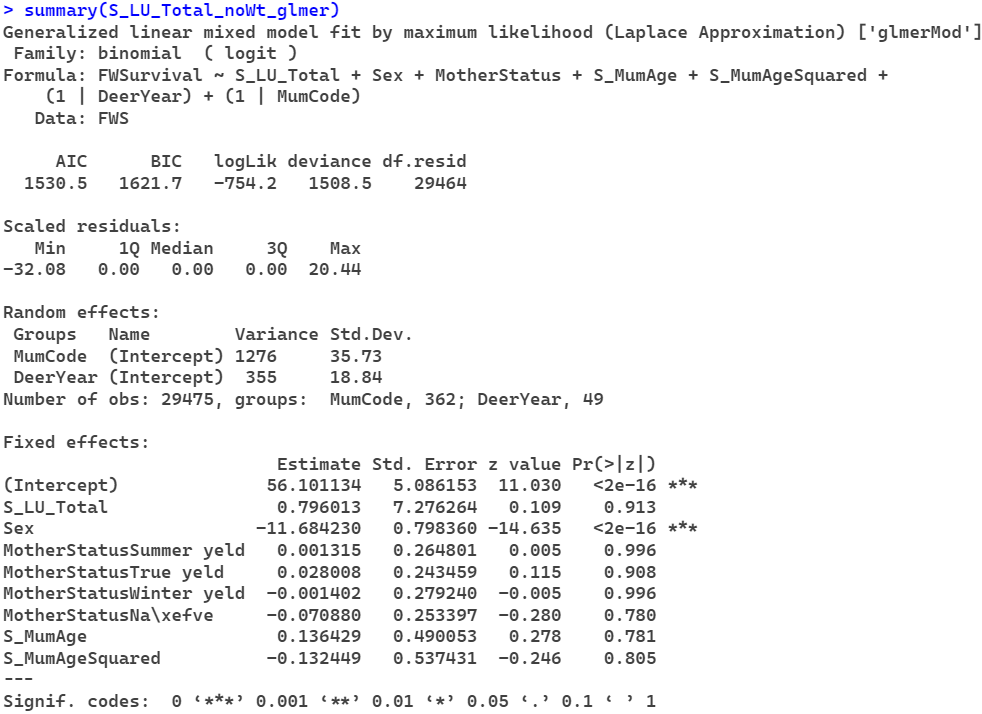 > summary(S_LU_Total_noWt_glmer)
Generalized linear mixed model fit by maximum likelihood (Laplace Approximation) ['glmerMod']
 Family: binomial  ( logit )
Formula: FWSurvival ~ S_LU_Total + Sex + MotherStatus + S_MumAge + S_MumAgeSquared +
    (1 | DeerYear) + (1 | MumCode)
   Data: FWS

     AIC      BIC   logLik deviance df.resid
  1530.5   1621.7   -754.2   1508.5    29464

Scaled residuals:
   Min     1Q Median     3Q    Max
-32.08   0.00   0.00   0.00  20.44

Random effects:
 Groups   Name        Variance Std.Dev.
 MumCode  (Intercept) 1276     35.73
 DeerYear (Intercept)  355     18.84
Number of obs: 29475, groups:  MumCode, 362; DeerYear, 49

Fixed effects:
                           Estimate Std. Error z value Pr(>|z|)
(Intercept)               56.101134   5.086153  11.030   <2e-16 ***
S_LU_Total                 0.796013   7.276264   0.109    0.913
Sex                      -11.684230   0.798360 -14.635   <2e-16 ***
MotherStatusSummer yeld    0.001315   0.264801   0.005    0.996
MotherStatusTrue yeld      0.028008   0.243459   0.115    0.908
MotherStatusWinter yeld   -0.001402   0.279240  -0.005    0.996
MotherStatusNa\xefve      -0.070880   0.253397  -0.280    0.780
S_MumAge                   0.136429   0.490053   0.278    0.781
S_MumAgeSquared           -0.132449   0.537431  -0.246    0.805
---
Signif. codes:  0 ‘***’ 0.001 ‘**’ 0.01 ‘*’ 0.05 ‘.’ 0.1 ‘ ’ 1